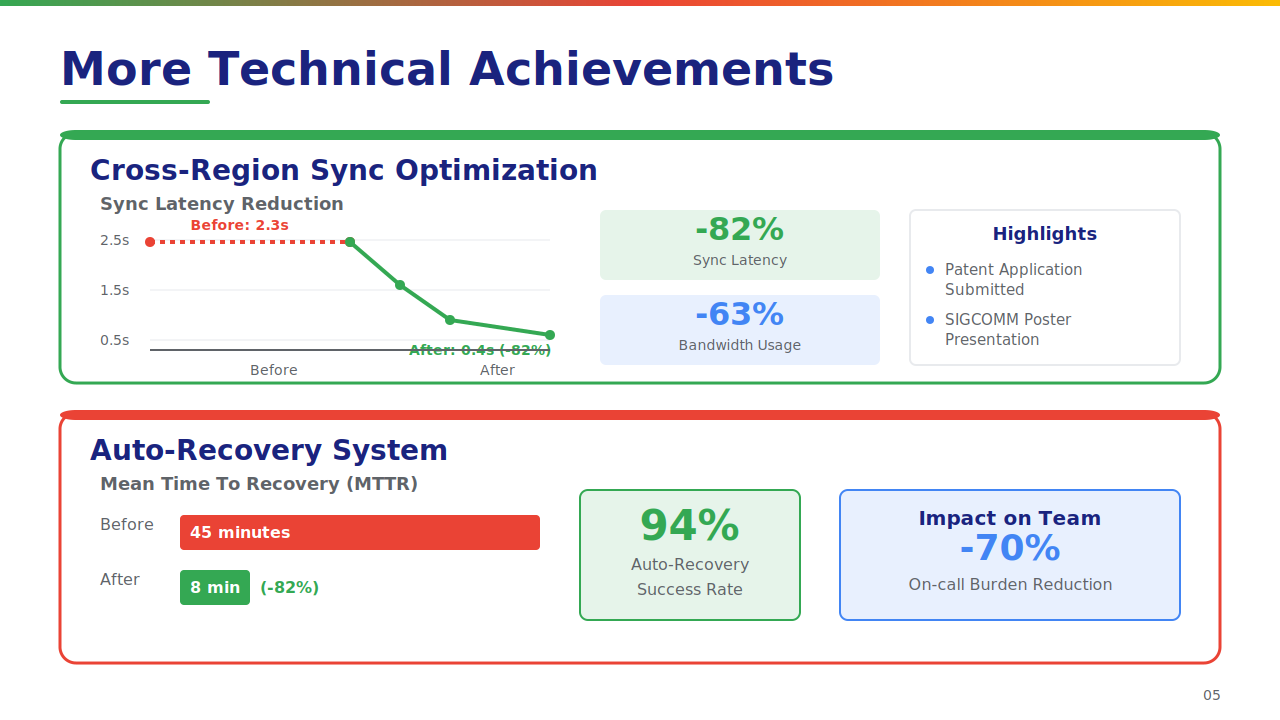 More Technical Achievements
Cross-Region Sync Optimization
Sync Latency Reduction
Before: 2.3s
2.5s
1.5s
0.5s
After: 0.4s (-82%)
Before
After
-82%
Sync Latency
-63%
Bandwidth Usage
Highlights
Patent Application
Submitted
SIGCOMM Poster
Presentation
Auto-Recovery System
Mean Time To Recovery (MTTR)
Before
45 minutes
After
8 min
(-82%)
94%
Auto-Recovery
Success Rate
Impact on Team
-70%
On-call Burden Reduction
05